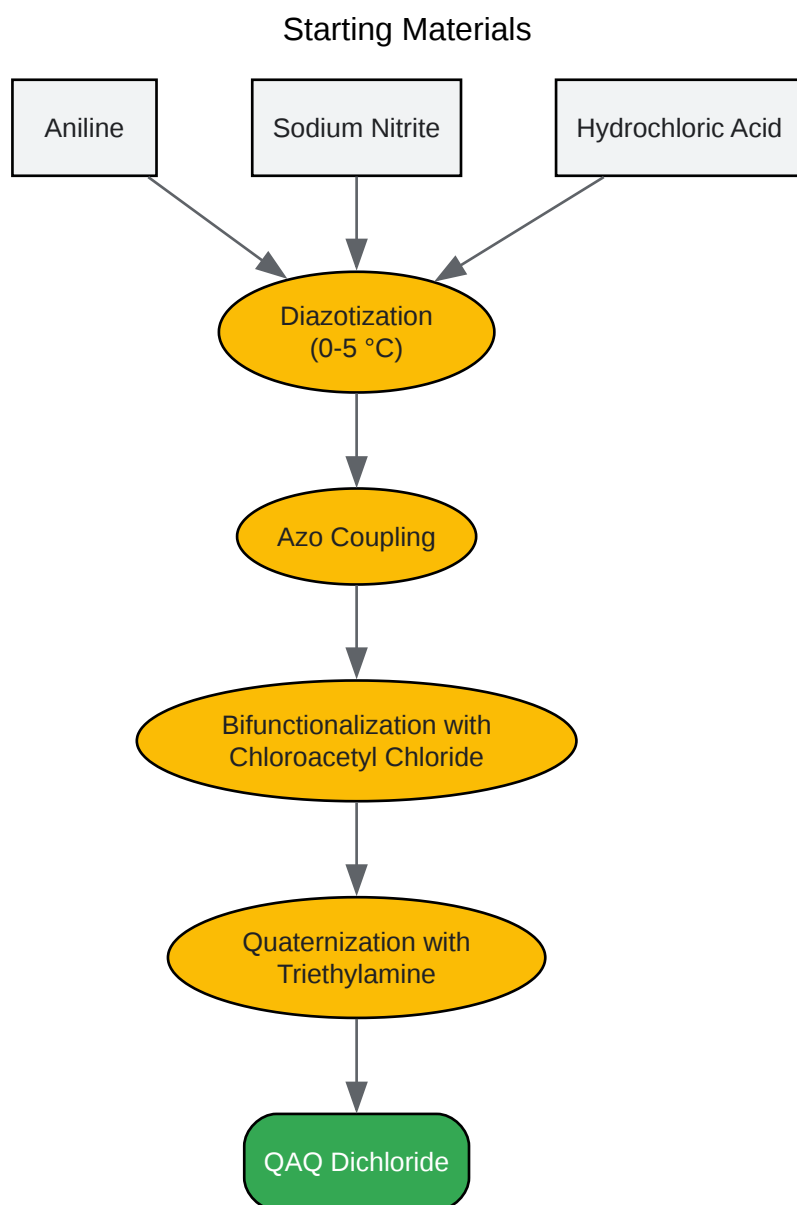 Starting Materials
Aniline
Sodium Nitrite
Hydrochloric Acid
Diazotization
(0-5 °C)
Azo Coupling
Bifunctionalization with
Chloroacetyl Chloride
Quaternization with
Triethylamine
QAQ Dichloride